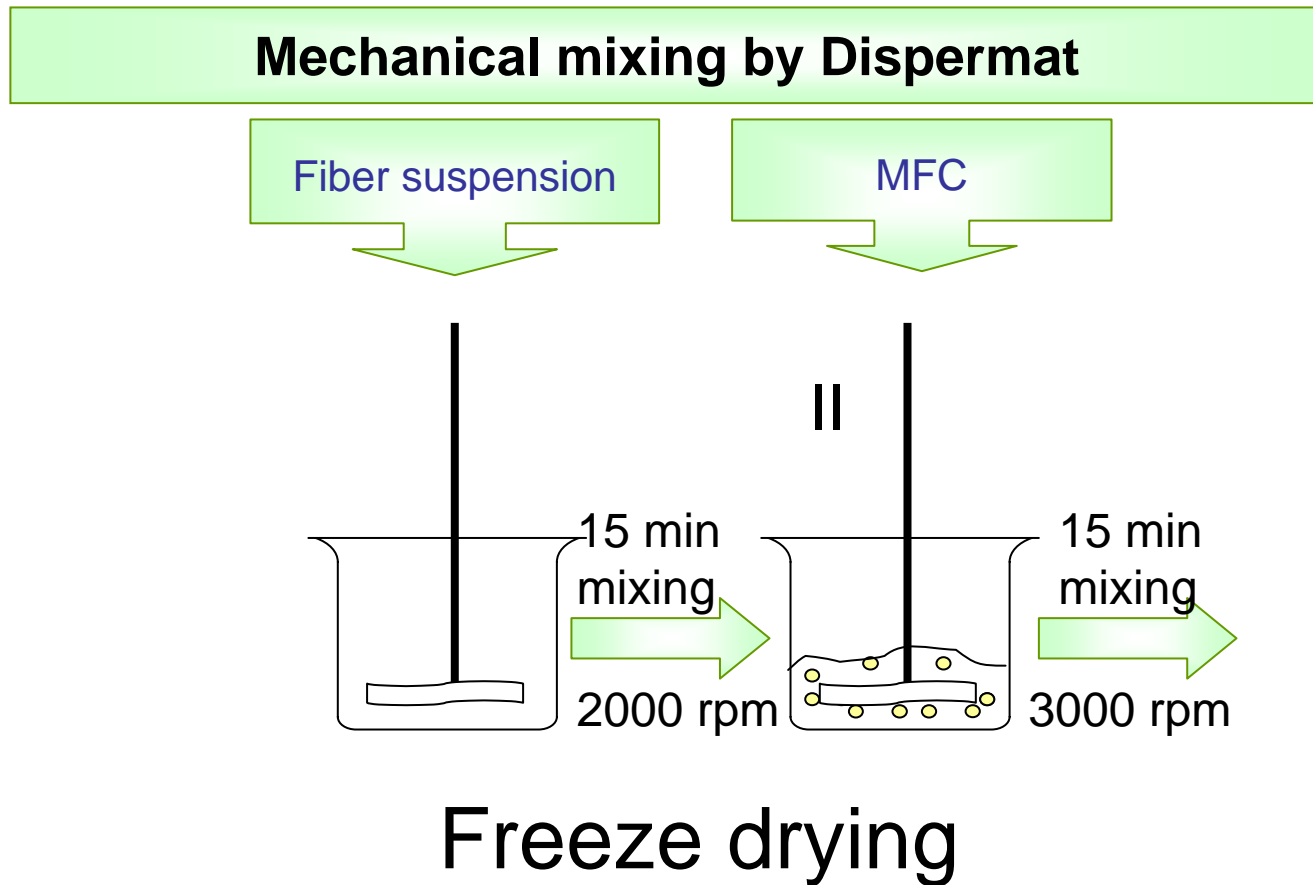 Mechanical mixing by Dispermat
Fiber suspension
MFC
II
15 min
mixing
2000 rpm
15 min
mixing
3000 rpm
Freeze drying